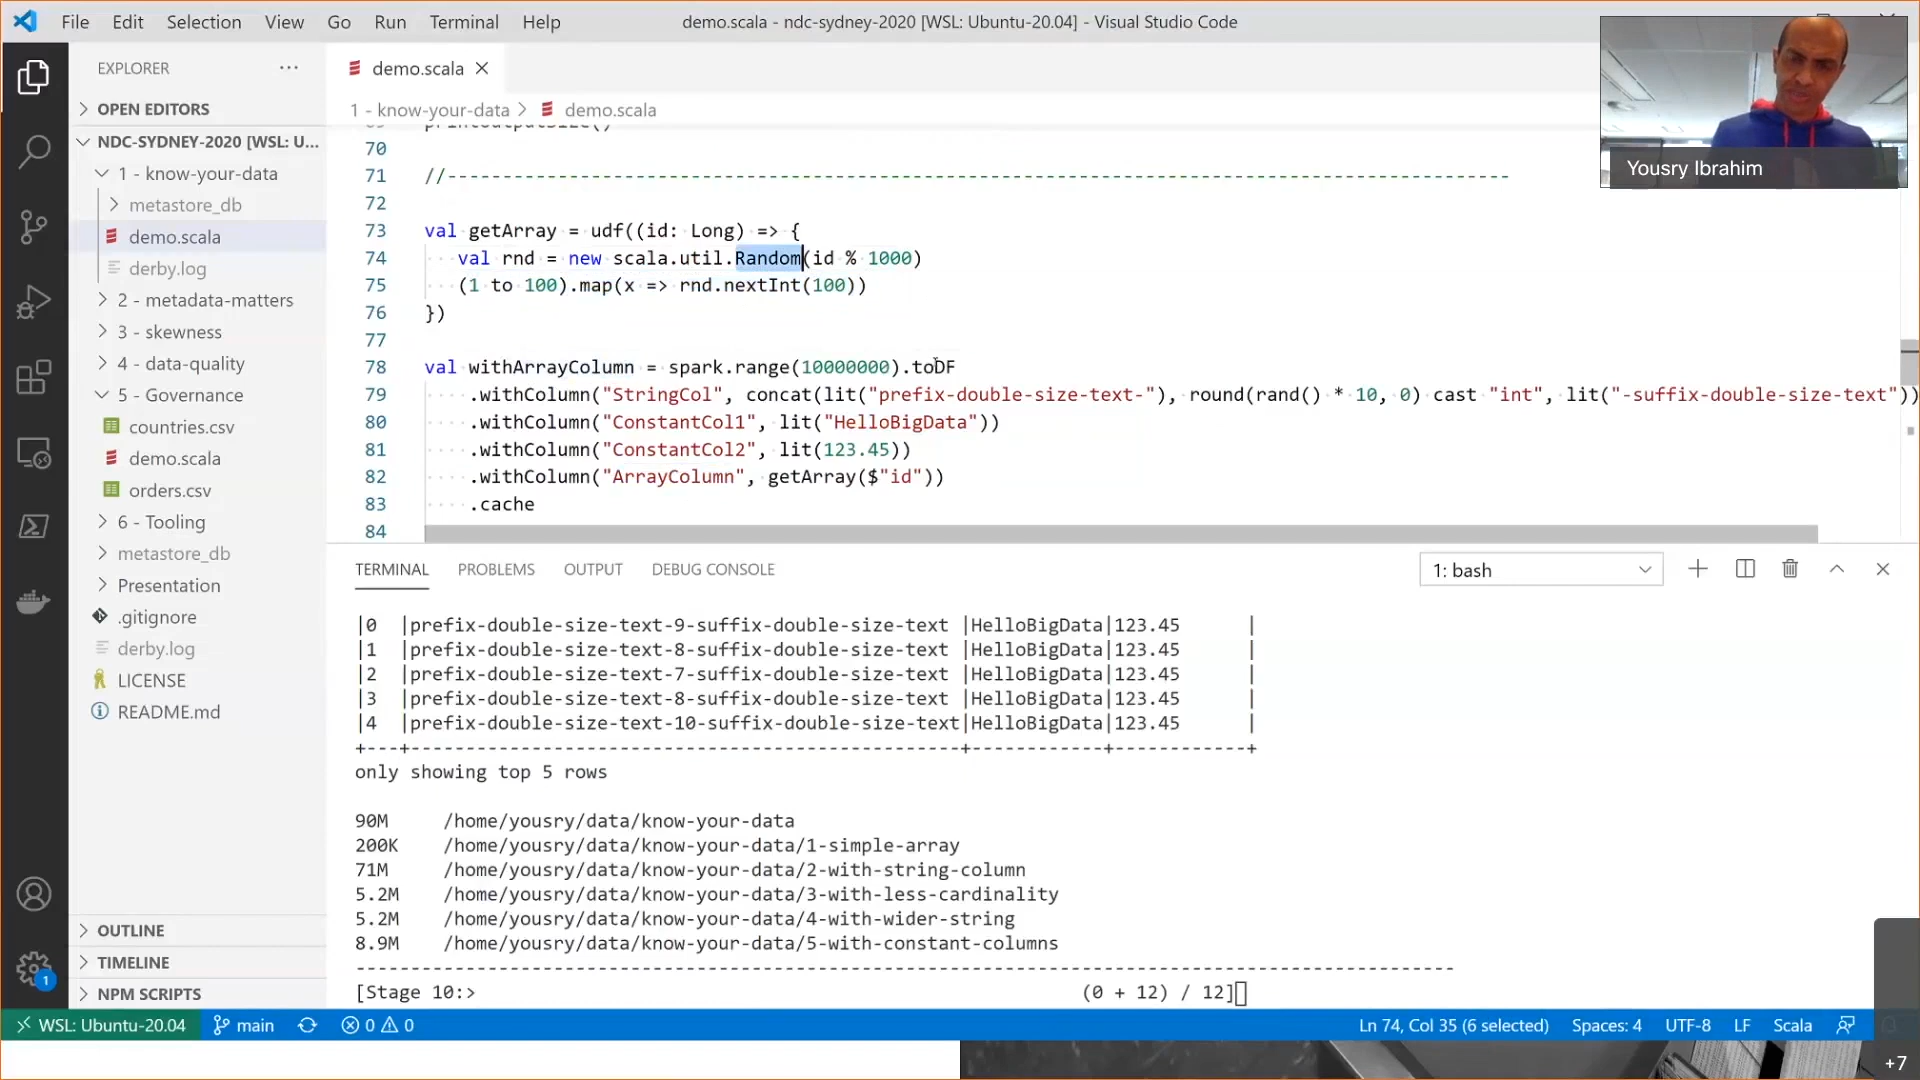 File Edit Selection View Go Run Terminal Help
demo.scala - ndc-sydney-2020 [WSL: Ubuntu-20.04] - Visual Studio Code
Yousry Ibrahim
EXPLORER
OPEN EDITORS
NDC-SYDNEY-2020 [WSL: U...
1 - know-your-data
metastore_db
demo.scala
derby.log
2 - metadata-matters
3 - skewness
4 - data-quality
5 - Governance
countries.csv
demo.scala
orders.csv
6 - Tooling
metastore_db
Presentation
.gitignore
derby.log
LICENSE
README.md
OUTLINE
TIMELINE
NPM SCRIPTS
demo.scala
1 - know-your-data > demo.scala
70
71 //------------------------------------------------------------------------------------------------
72
73 val getArray = udf((id: Long) => {
74 val rnd = new scala.util.Random(id % 1000)
75 (1 to 100).map(x => rnd.nextInt(100))
76 })
77
78 val withArrayColumn = spark.range(10000000).toDF
79 .withColumn("StringCol", concat(lit("prefix-double-size-text-"), round(rand() * 10, 0) cast "int", lit("-suffix-double-size-text"))
80 .withColumn("ConstantCol1", lit("HelloBigData"))
81 .withColumn("ConstantCol2", lit(123.45))
82 .withColumn("ArrayColumn", getArray($"id"))
83 .cache
84
TERMINAL PROBLEMS OUTPUT DEBUG CONSOLE
1: bash
|0 |prefix-double-size-text-9-suffix-double-size-text |HelloBigData|123.45 |
|1 |prefix-double-size-text-8-suffix-double-size-text |HelloBigData|123.45 |
|2 |prefix-double-size-text-7-suffix-double-size-text |HelloBigData|123.45 |
|3 |prefix-double-size-text-8-suffix-double-size-text |HelloBigData|123.45 |
|4 |prefix-double-size-text-10-suffix-double-size-text|HelloBigData|123.45 |
+---+--------------------------------------------------+------------+------------+
only showing top 5 rows
90M /home/yousry/data/know-your-data
200K /home/yousry/data/know-your-data/1-simple-array
71M /home/yousry/data/know-your-data/2-with-string-column
5.2M /home/yousry/data/know-your-data/3-with-less-cardinality
5.2M /home/yousry/data/know-your-data/4-with-wider-string
8.9M /home/yousry/data/know-your-data/5-with-constant-columns
----------------------------------------------------------------------------------------------------
[Stage 10:> (0 + 12) / 12]
1
WSL: Ubuntu-20.04 main 0 0 Ln 74, Col 35 (6 selected) Spaces: 4 UTF-8 LF Scala
+7